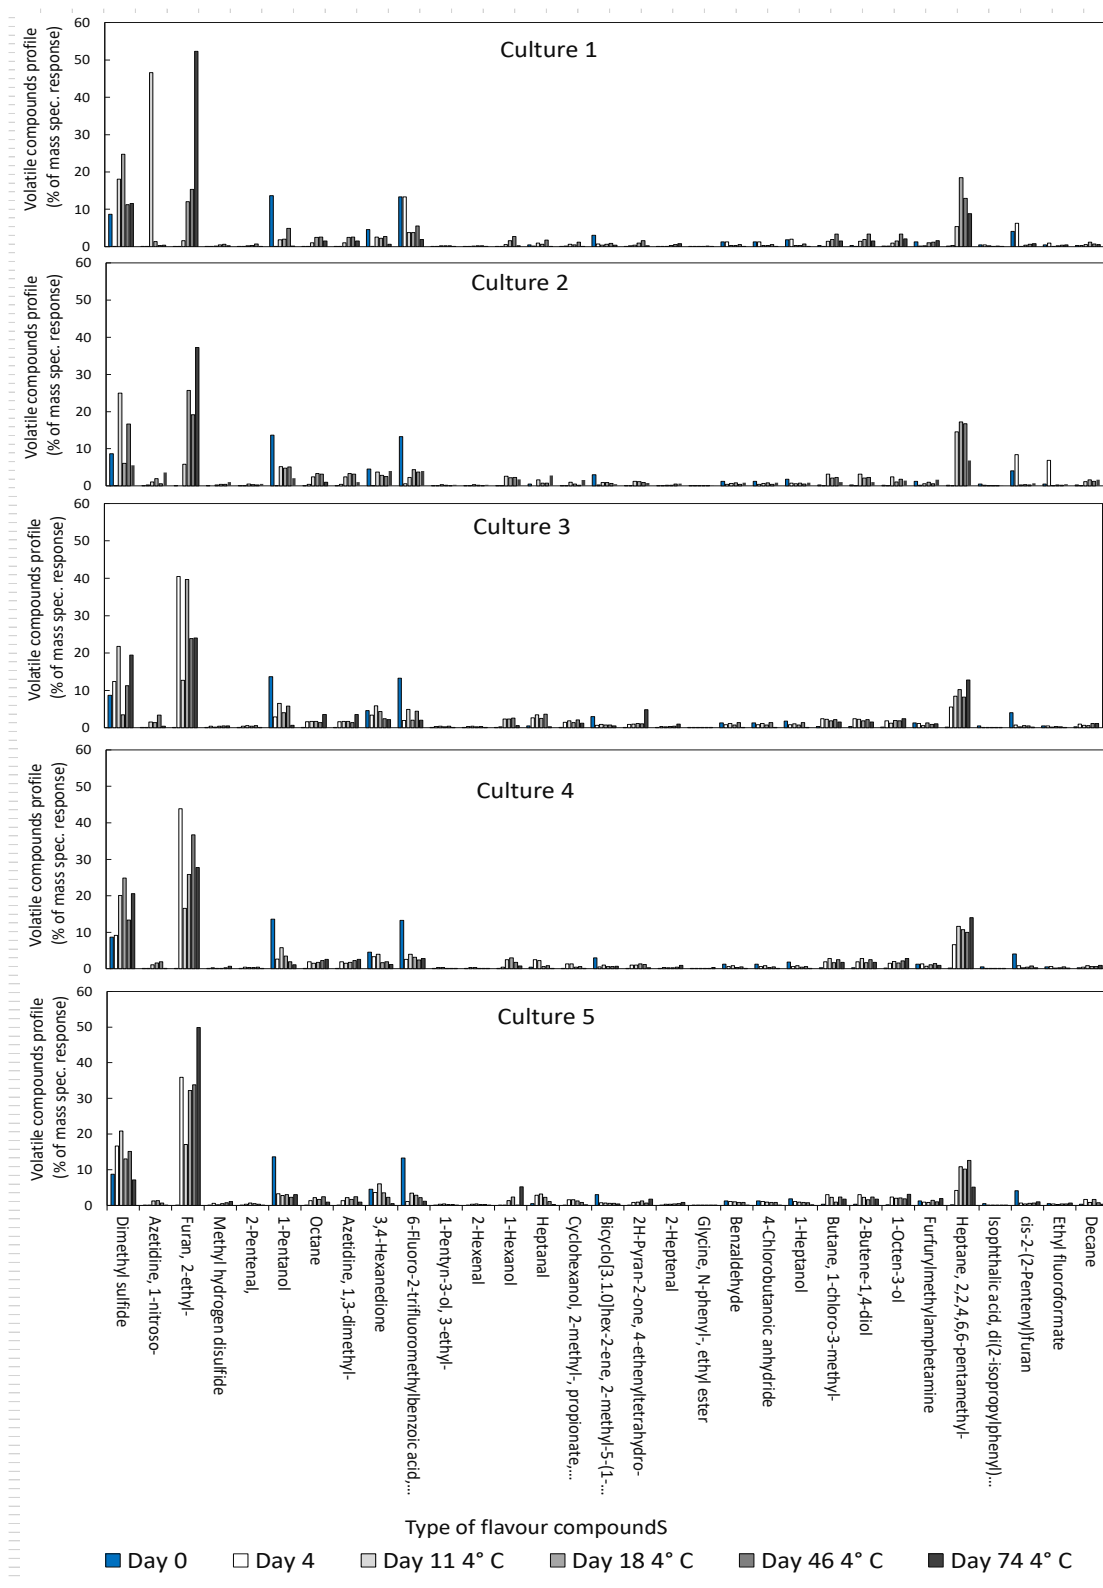 Culture 1
Volatile compounds profile
(% of mass spec. response)
60
50
40
30
20
10
0
Culture 2
Volatile compounds profile
(% of mass spec. response)
60
50
40
30
20
10
0
Culture 3
Volatile compounds profile
(% of mass spec. response)
60
50
40
30
20
10
0
Culture 4
Volatile compounds profile
(% of mass spec. response)
60
50
40
30
20
10
0
Culture 5
Volatile compounds profile
(% of mass spec. response)
60
50
40
30
20
10
0
Dimethyl sulfide
Azetidine, 1-nitroso-
Furan, 2-ethyl-
Methyl hydrogen disulfide
2-Pentenal,
1-Pentanol
Octane
Azetidine, 1,3-dimethyl-
3,4-Hexanedione
6-Fluoro-2-trifluoromethylbenzoic acid,...
1-Pentyn-3-ol, 3-ethyl-
2-Hexenal
1-Hexanol
Heptanal
Cyclohexanol, 2-methyl-, propionate,...
Bicyclo[3.1.0]hex-2-ene, 2-methyl-5-(1-...
2H-Pyran-2-one, 4-ethenyltetrahydro-
2-Heptenal
Glycine, N-phenyl-, ethyl ester
Benzaldehyde
4-Chlorobutanoic anhydride
1-Heptanol
Butane, 1-chloro-3-methyl-
2-Butene-1,4-diol
1-Octen-3-ol
Furfurylmethylamphetamine
Heptane, 2,2,4,6,6-pentamethyl-
Isophthalic acid, di(2-isopropylphenyl)...
cis-2-(2-Pentenyl)furan
Ethyl fluoroformate
Decane
Type of flavour compoundS
Day 0 Day 4 Day 11 4° C Day 18 4° C Day 46 4° C Day 74 4° C